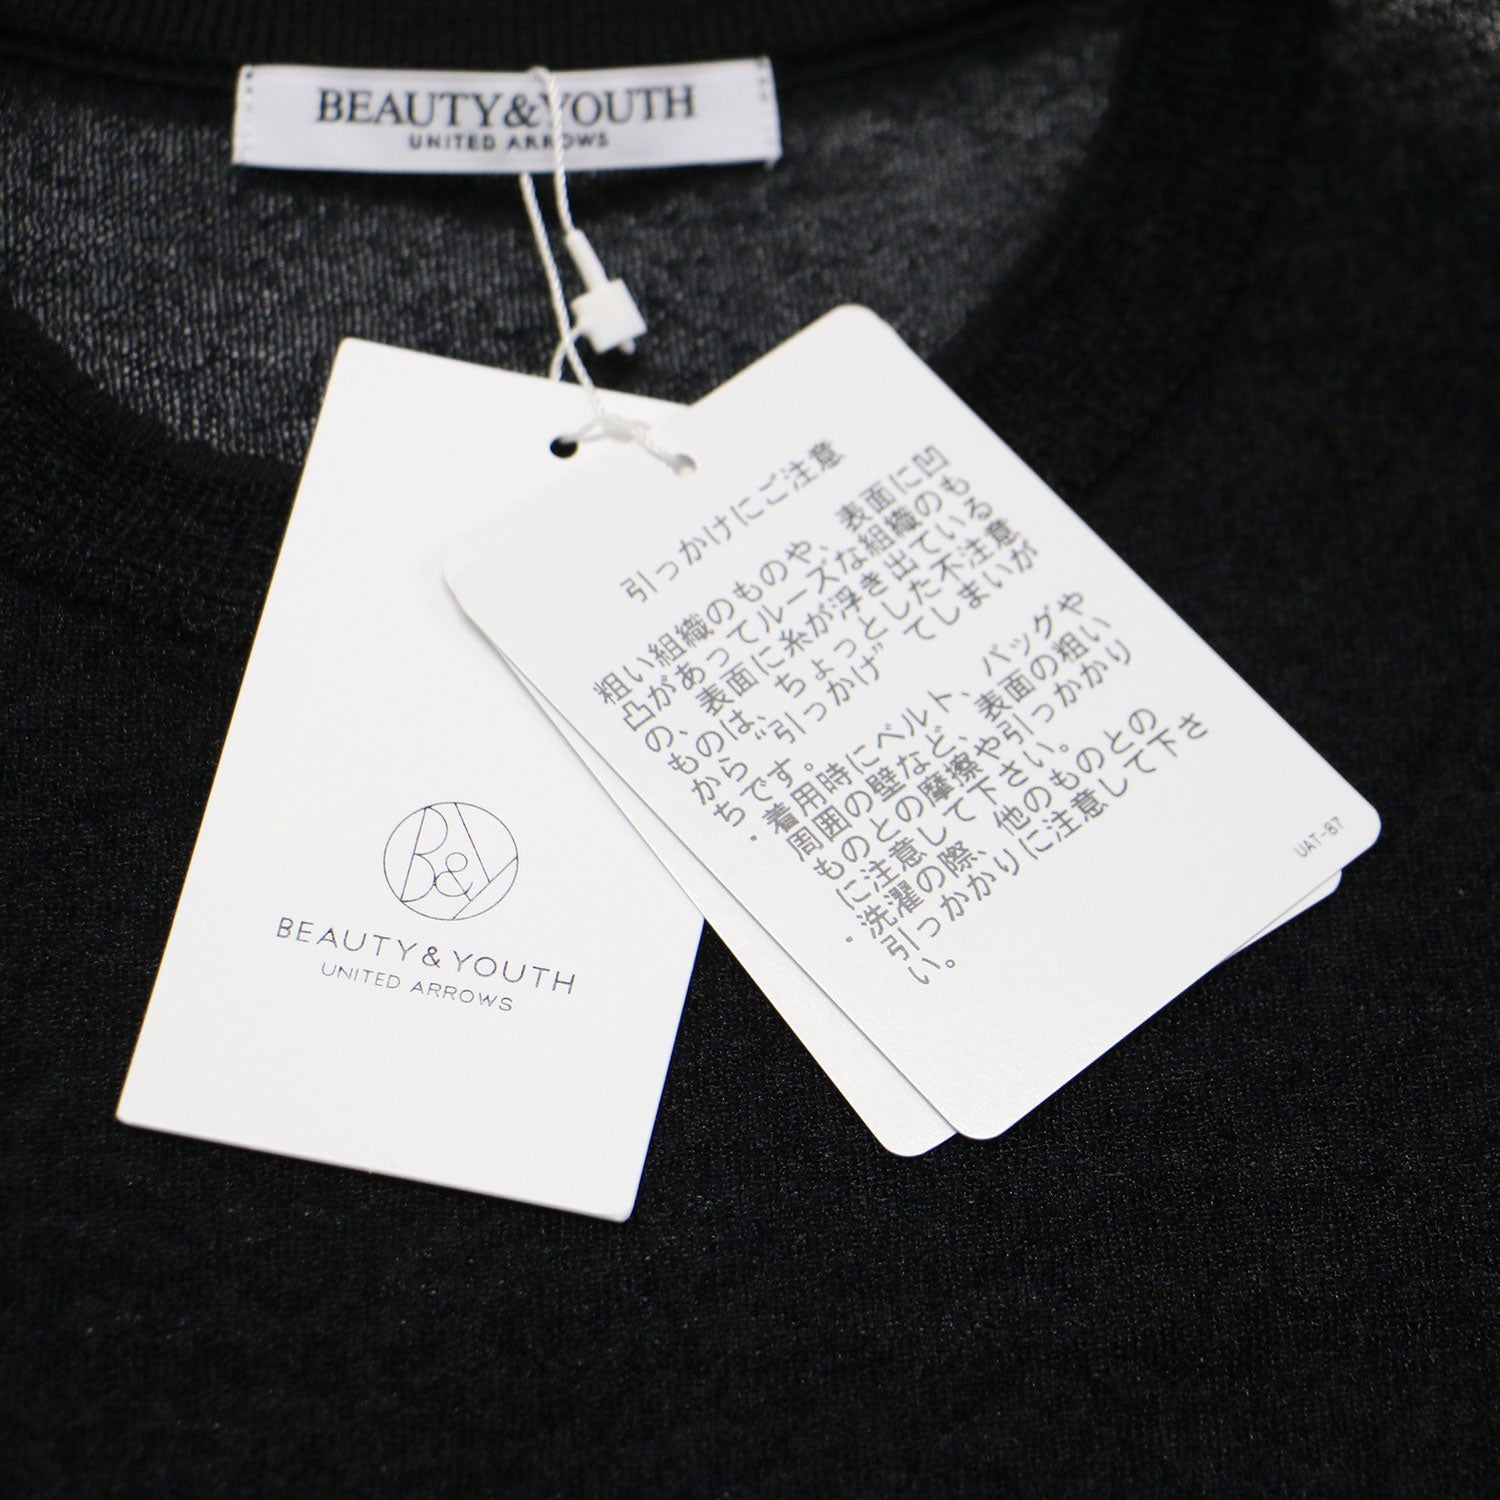 BEAUTY&YOUTH
UNITED ARROWS
B&Y
BEAUTY & YOUTH
UNITED ARROWS
引っかけにご注意
粗い組織のものや、表面に凹
凸があってルーズな組織のも
の、表面に糸が浮き出ている
ものは、ちょっとした不注意
から“引っかけ”てしまいが
ちです。
・着用時にベルト、バッグや
周囲の壁など、表面の粗い
ものとの摩擦や引っかかり
に注意して下さい。
・洗濯の際、他のものとの
引っかかりに注意して下さ
い。
UAT-87